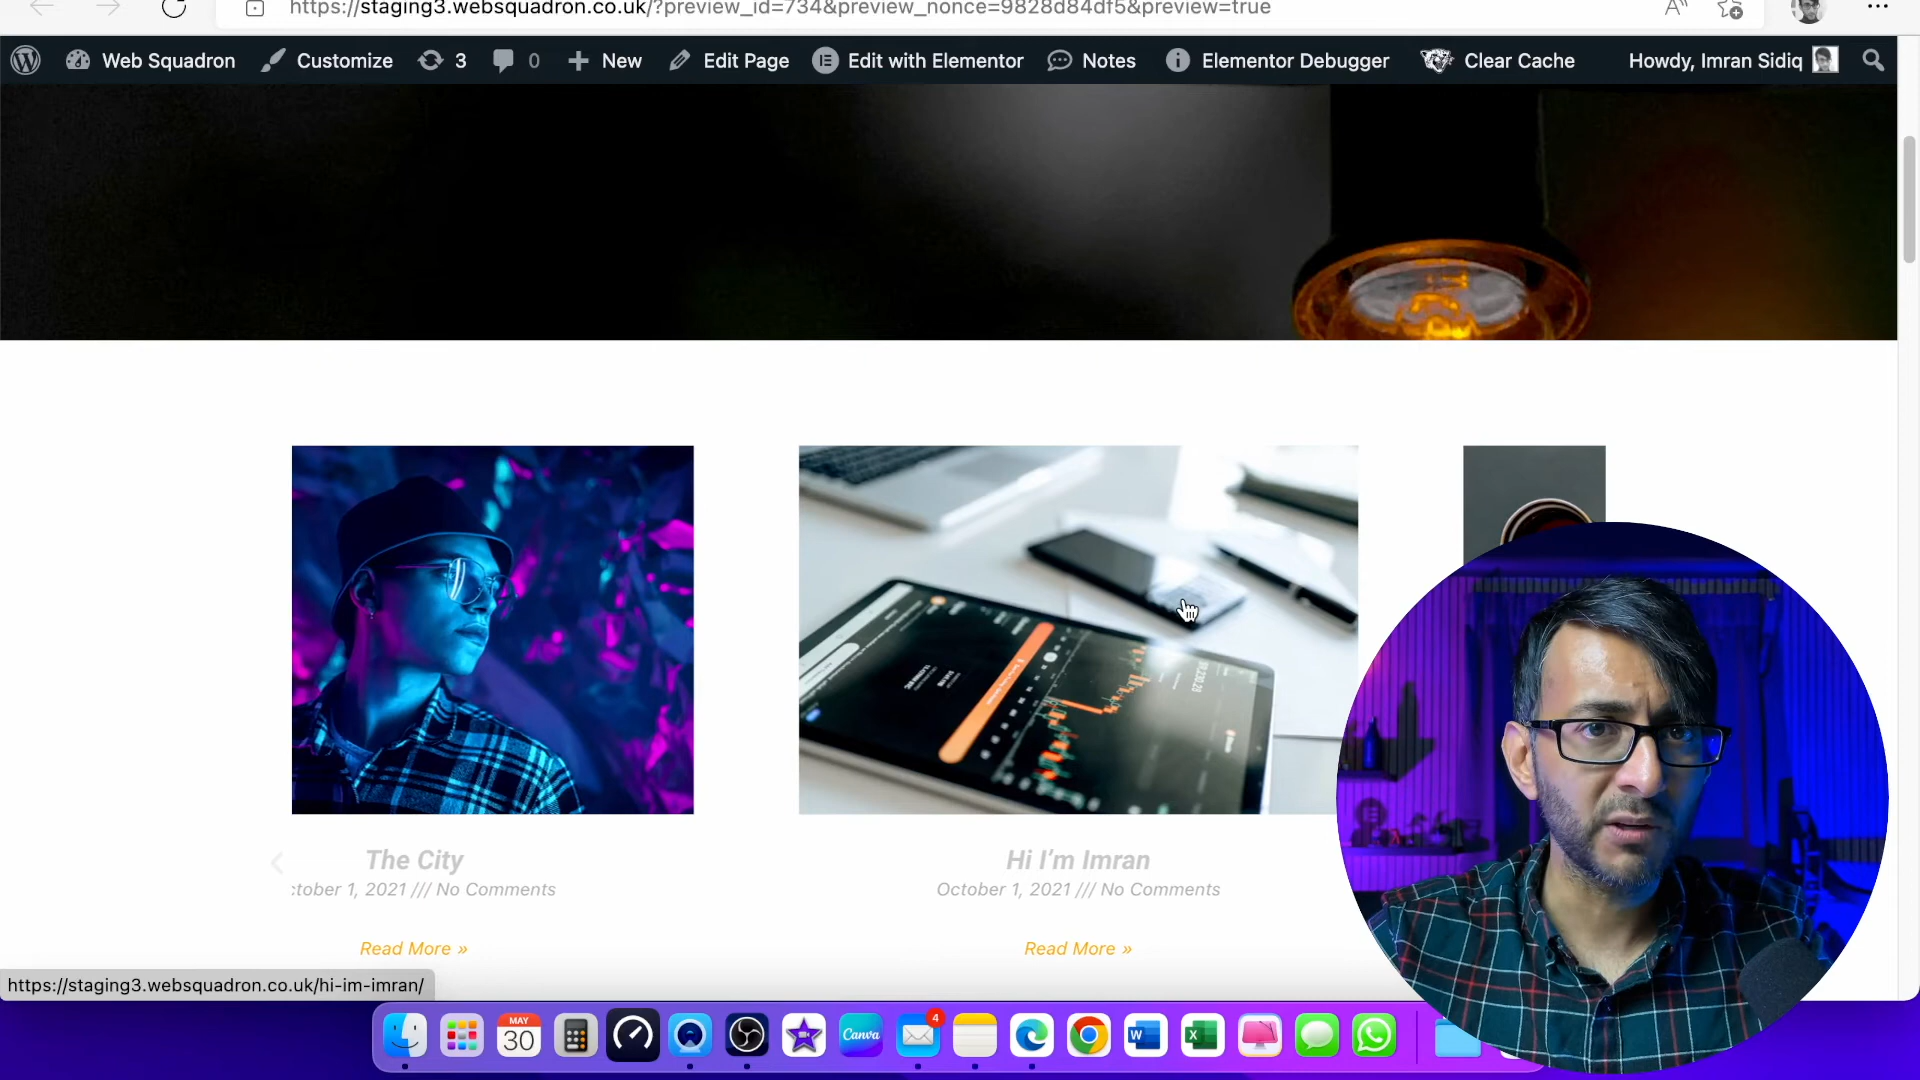 https://staging3.websquadron.co.uk/?preview_id=734&preview_nonce=9828d84df5&preview=true
Web Squadron Customize 3 0 New Edit Page Edit with Elementor Notes Elementor Debugger Clear Cache Howdy, Imran Sidiq
The City
Hi I'm Imran
ctober 1, 2021 /// No Comments
October 1, 2021 /// No Comments
Read More »
Read More »
https://staging3.websquadron.co.uk/hi-im-imran/
MAY
30
Canva
4